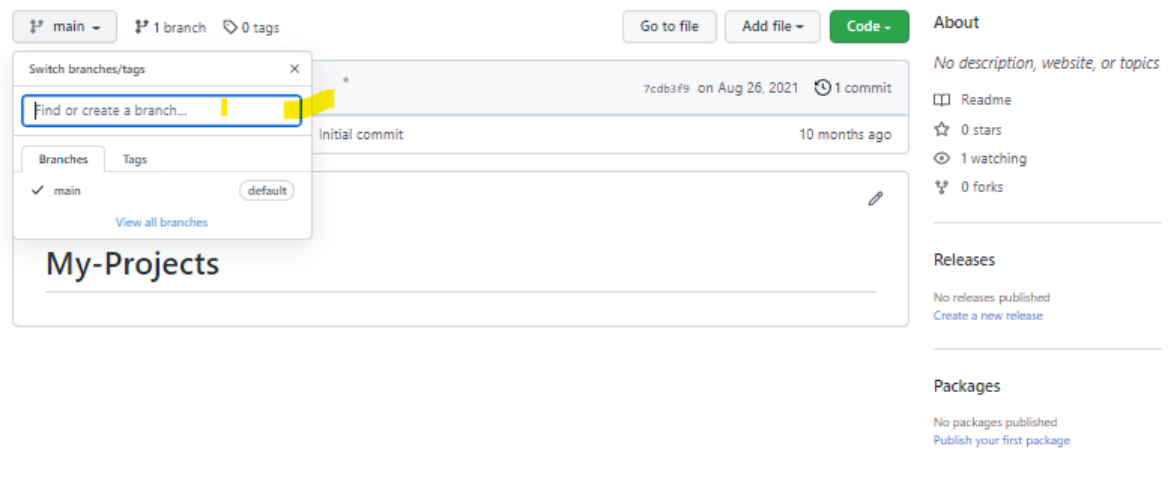 main
1 branch
0 tags
Go to file
Add file
Code
Switch branches/tags
Find or create a branch...
Branches
Tags
main
default
View all branches
7cdb3f9 on Aug 26, 2021
1 commit
Initial commit
10 months ago
My-Projects
About
No description, website, or topics
Readme
0 stars
1 watching
0 forks
Releases
No releases published
Create a new release
Packages
No packages published
Publish your first package